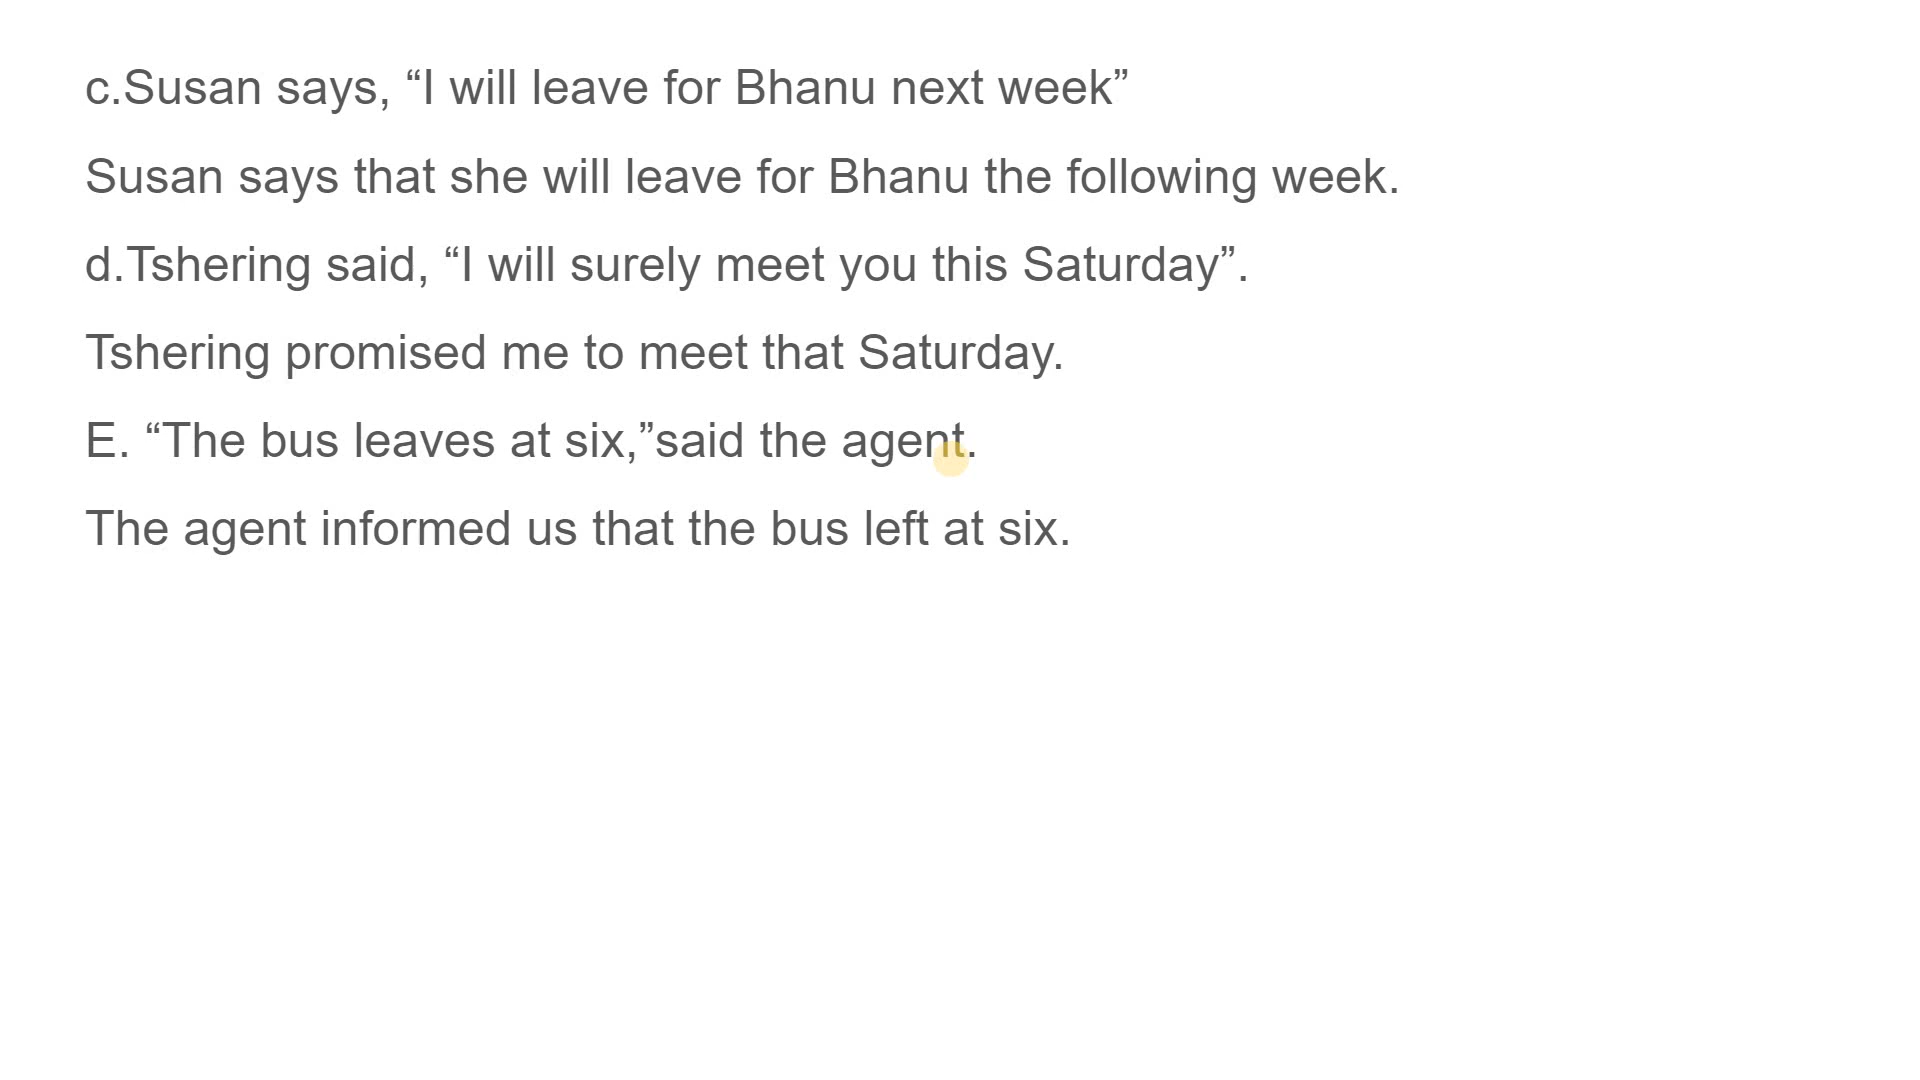 c.Susan says, “I will leave for Bhanu next week”
Susan says that she will leave for Bhanu the following week.
d.Tshering said, “I will surely meet you this Saturday”.
Tshering promised me to meet that Saturday.
E. “The bus leaves at six,”said the agent.
The agent informed us that the bus left at six.